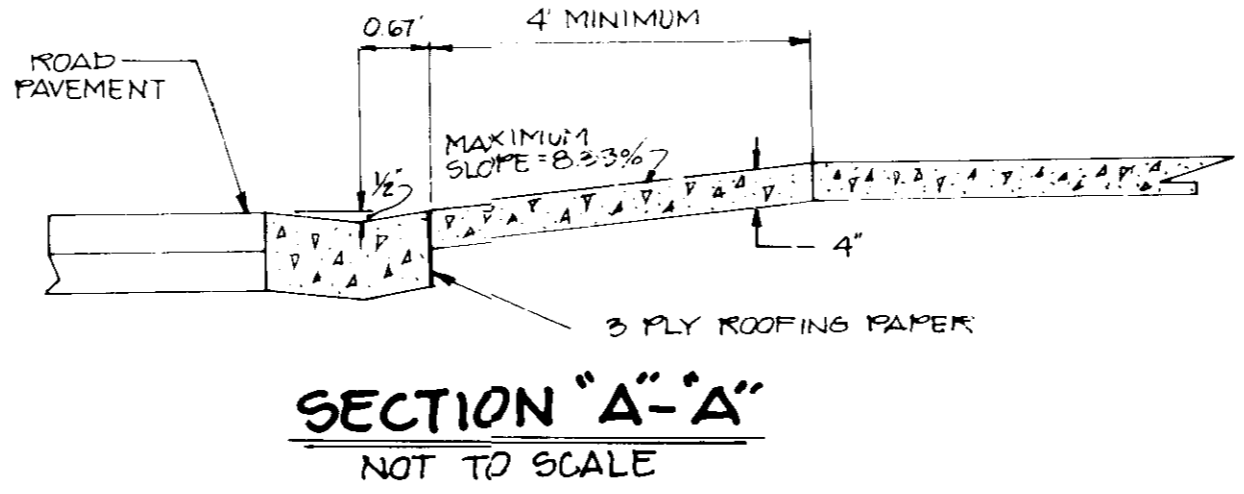 0.67'
4' MINIMUM
ROAD
PAVEMENT
MAXIMUM
SLOPE = 8.33%
1/2"
4"
3 PLY ROOFING PAPER
SECTION "A"-"A"
NOT TO SCALE